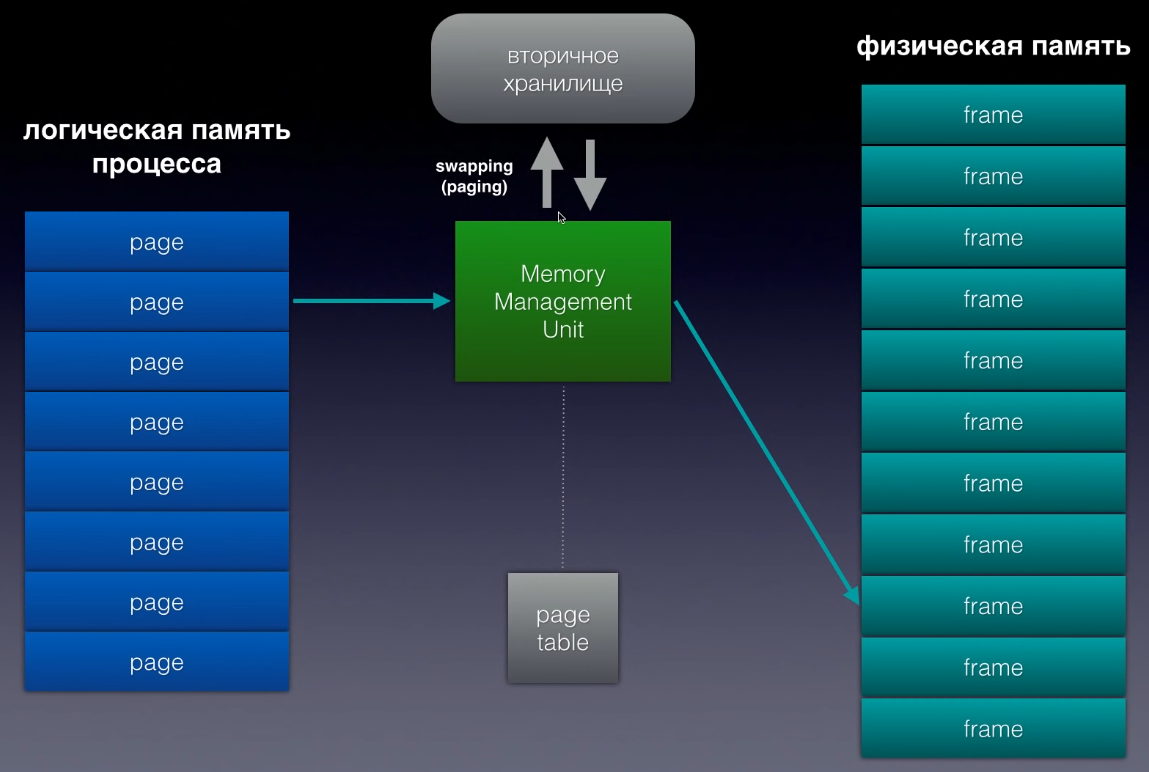 логическая память
процесса
page
page
page
page
page
page
page
page
вторичное
хранилище
swapping
(paging)
Memory
Management
Unit
page
table
физическая память
frame
frame
frame
frame
frame
frame
frame
frame
frame
frame
frame